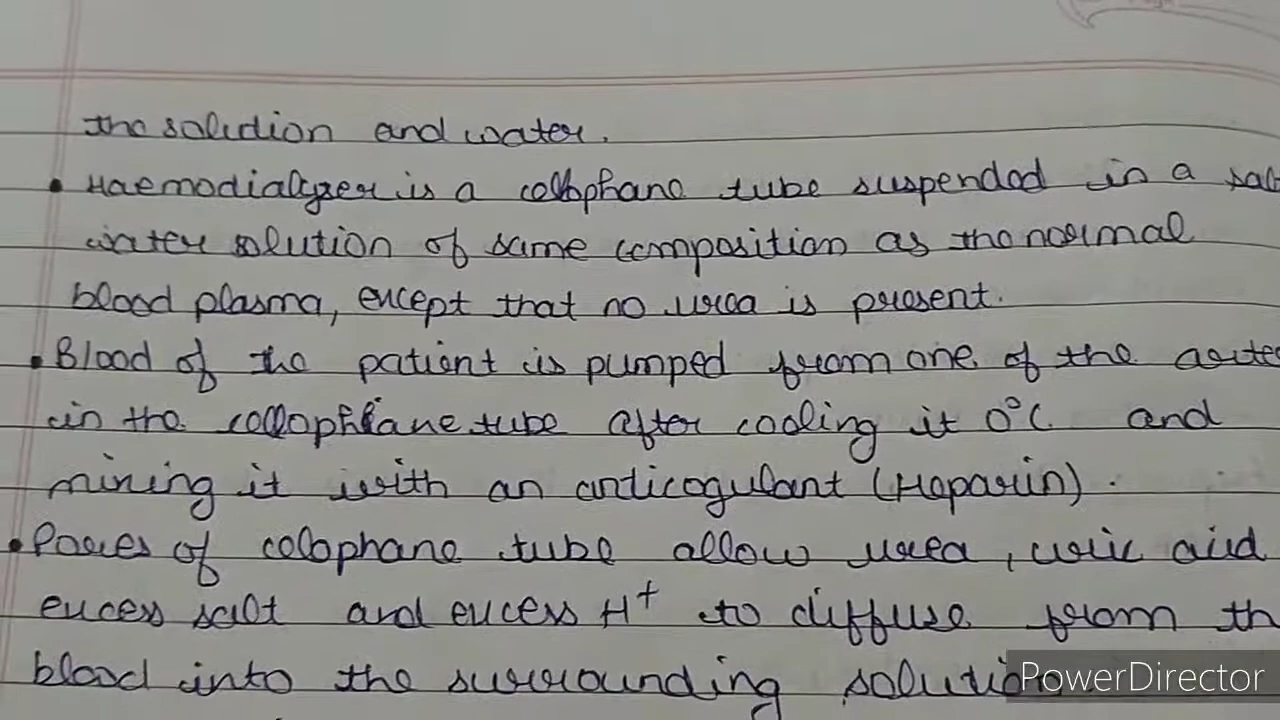 the solution and water.
• Haemodialyzer is a cellophane tube suspended in a salt
water solution of same composition as the normal
blood plasma, except that no urea is present.
• Blood of the patient is pumped from one of the arte
in the cellophane tube after cooling it 0°C and
mixing it with an anticogulant (Heparin).
• Pores of celophane tube allow urea, uric acid
excess salt and excess H+ to diffuse from th
blood into the surrounding solution
PowerDirector